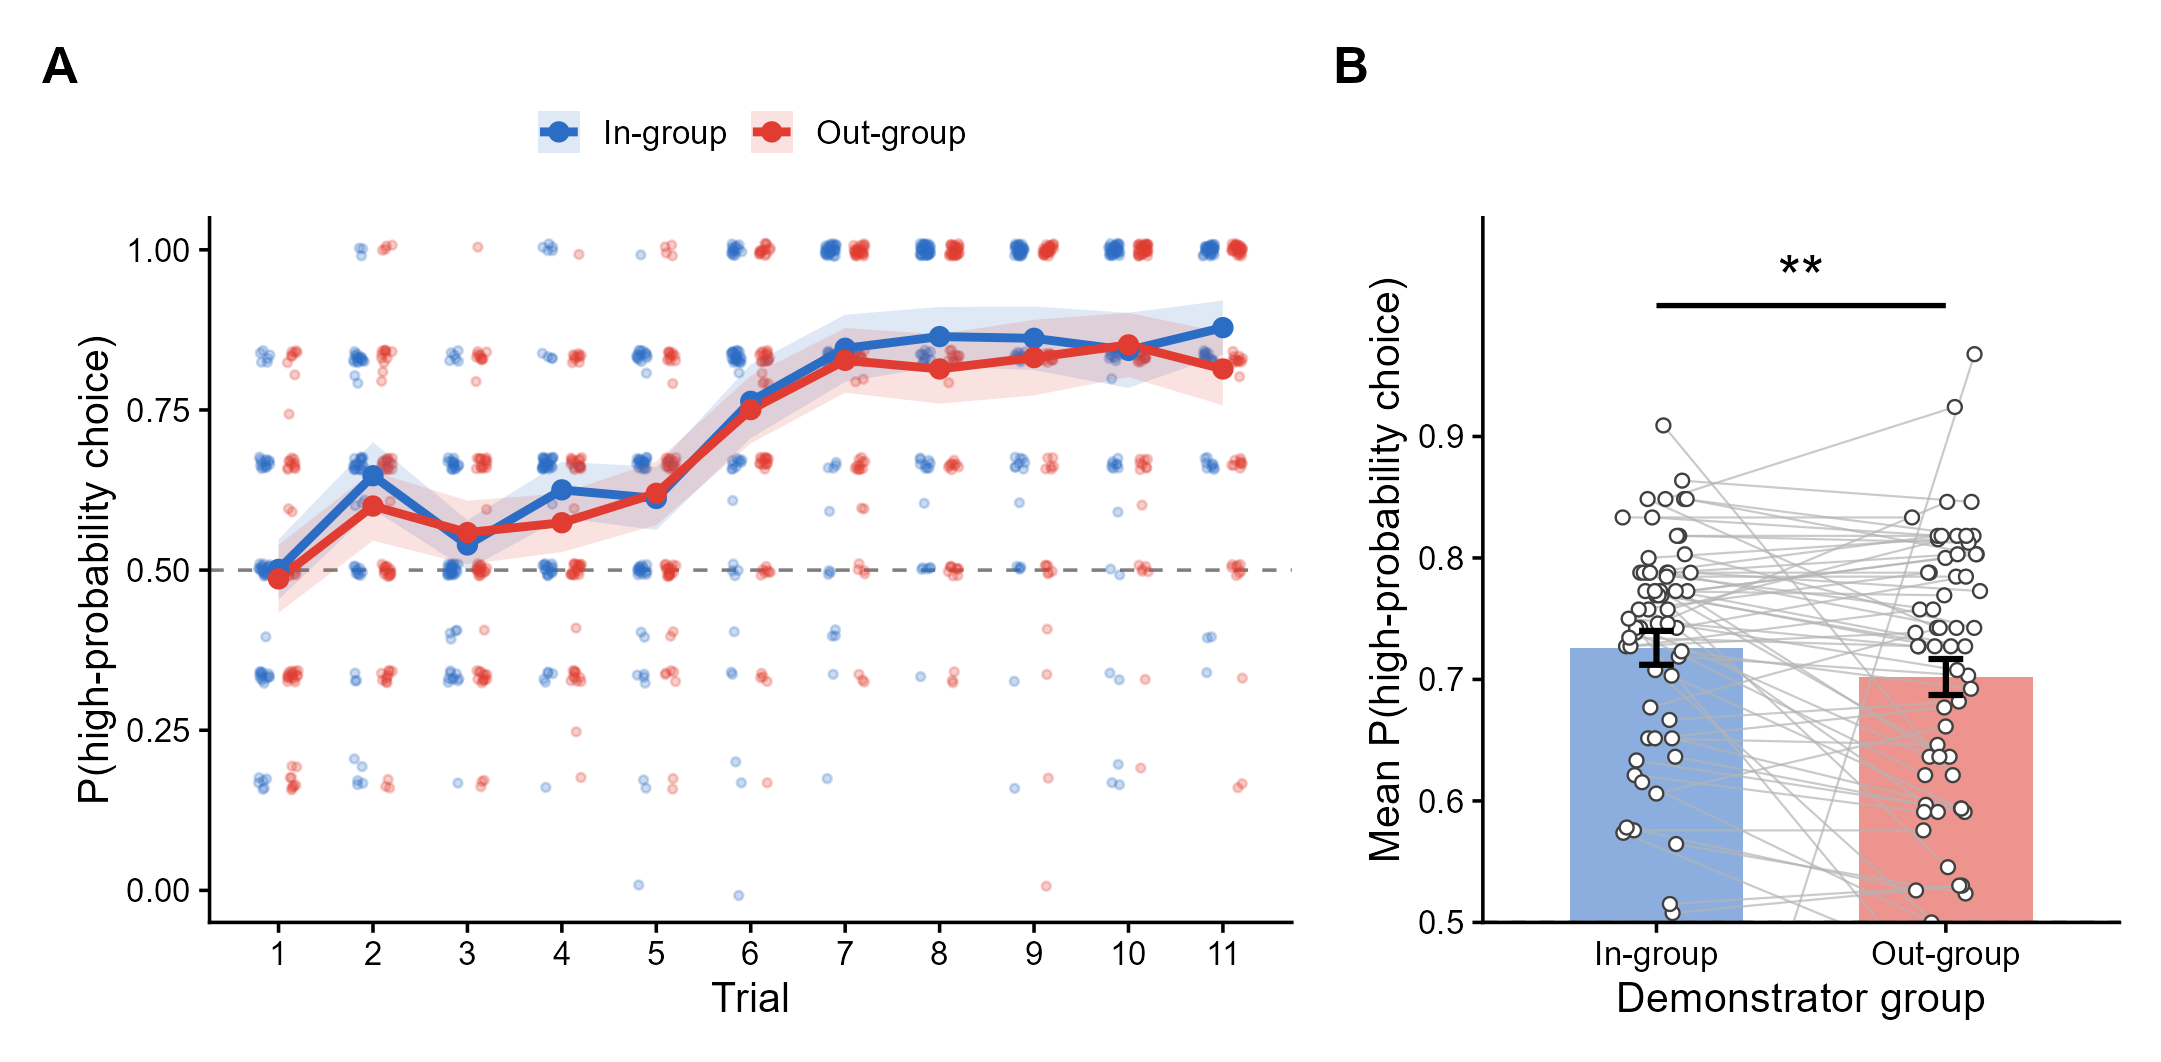 A
B
In-group
Out-group
P(high-probability choice)
1.00
0.75
0.50
0.25
0.00
1 2 3 4 5 6 7 8 9 10 11
Trial
**
Mean P(high-probability choice)
0.9
0.8
0.7
0.6
0.5
In-group
Out-group
Demonstrator group